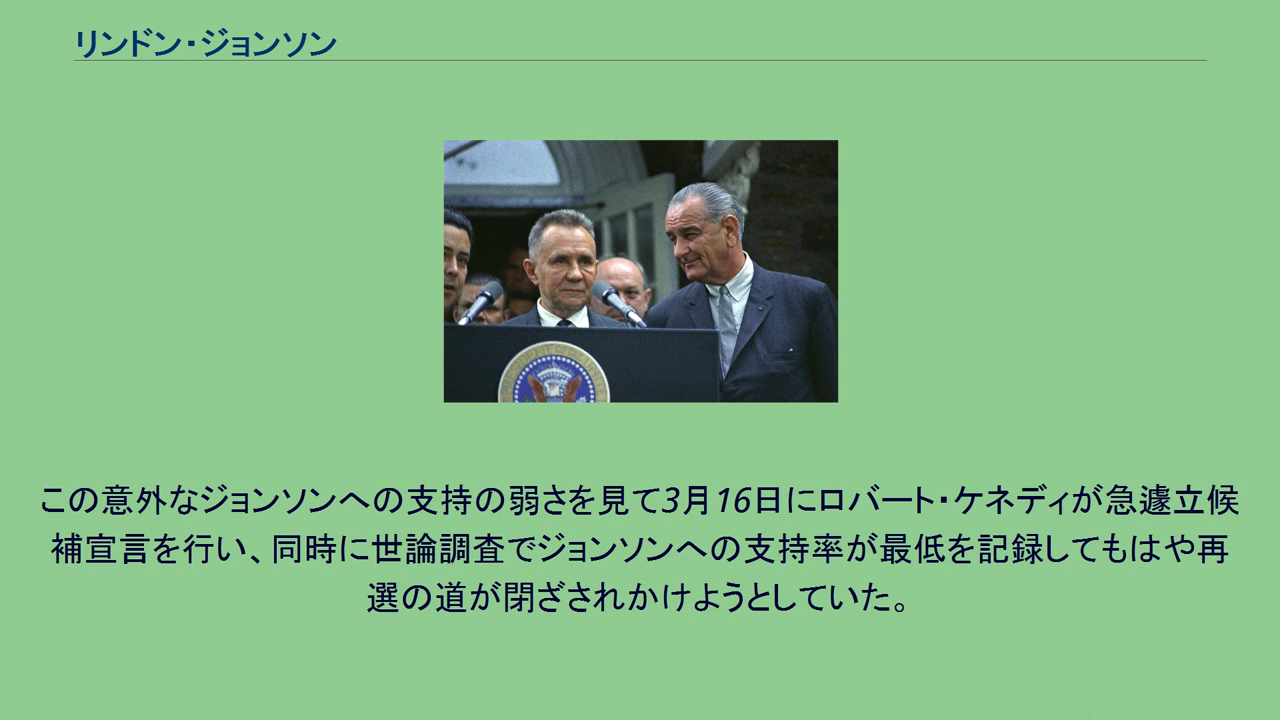 リンドン・ジョンソン
この意外なジョンソンへの支持の弱さを見て3月16日にロバート・ケネディが急遽立候
補宣言を行い、同時に世論調査でジョンソンへの支持率が最低を記録してもはや再
選の道が閉ざされかけようとしていた。